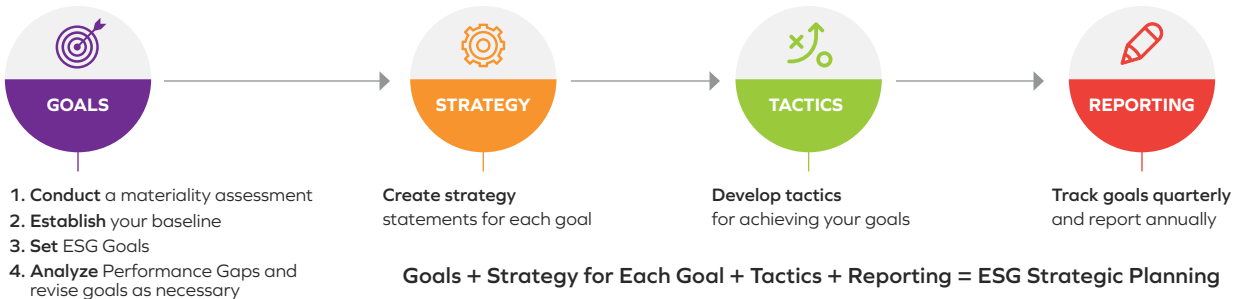 GOALS
STRATEGY
TACTICS
REPORTING
1. Conduct a materiality assessment
2. Establish your baseline
3. Set ESG Goals
4. Analyze Performance Gaps and
revise goals as necessary
Create strategy
statements for each goal
Develop tactics
for achieving your goals
Track goals quarterly
and report annually
Goals + Strategy for Each Goal + Tactics + Reporting = ESG Strategic Planning